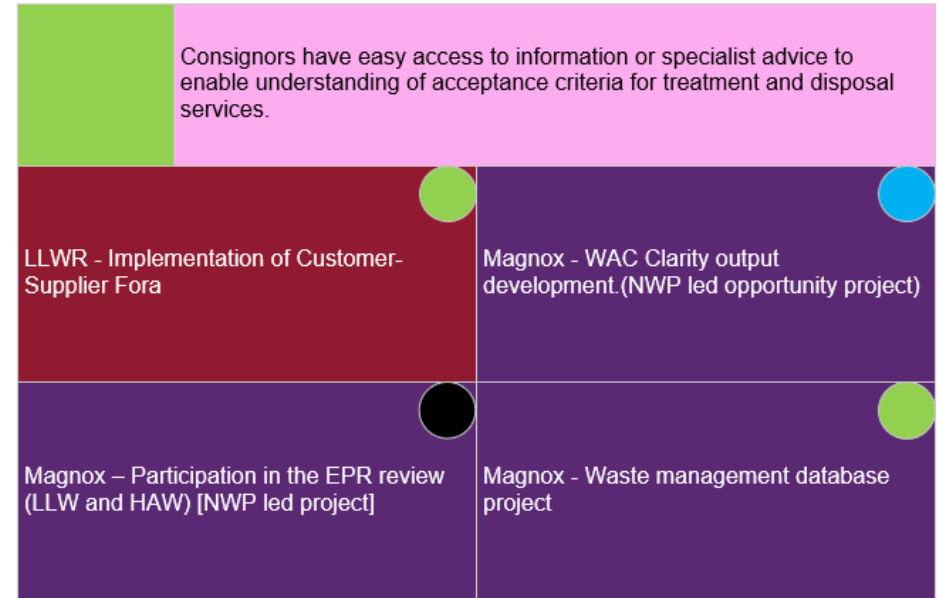 Consignors have easy access to information or specialist advice to
enable understanding of acceptance criteria for treatment and disposal
services.
LLWR - Implementation of Customer-
Supplier Fora
Magnox - WAC Clarity output
development.(NWP led opportunity project)
Magnox – Participation in the EPR review
(LLW and HAW) [NWP led project]
Magnox - Waste management database
project